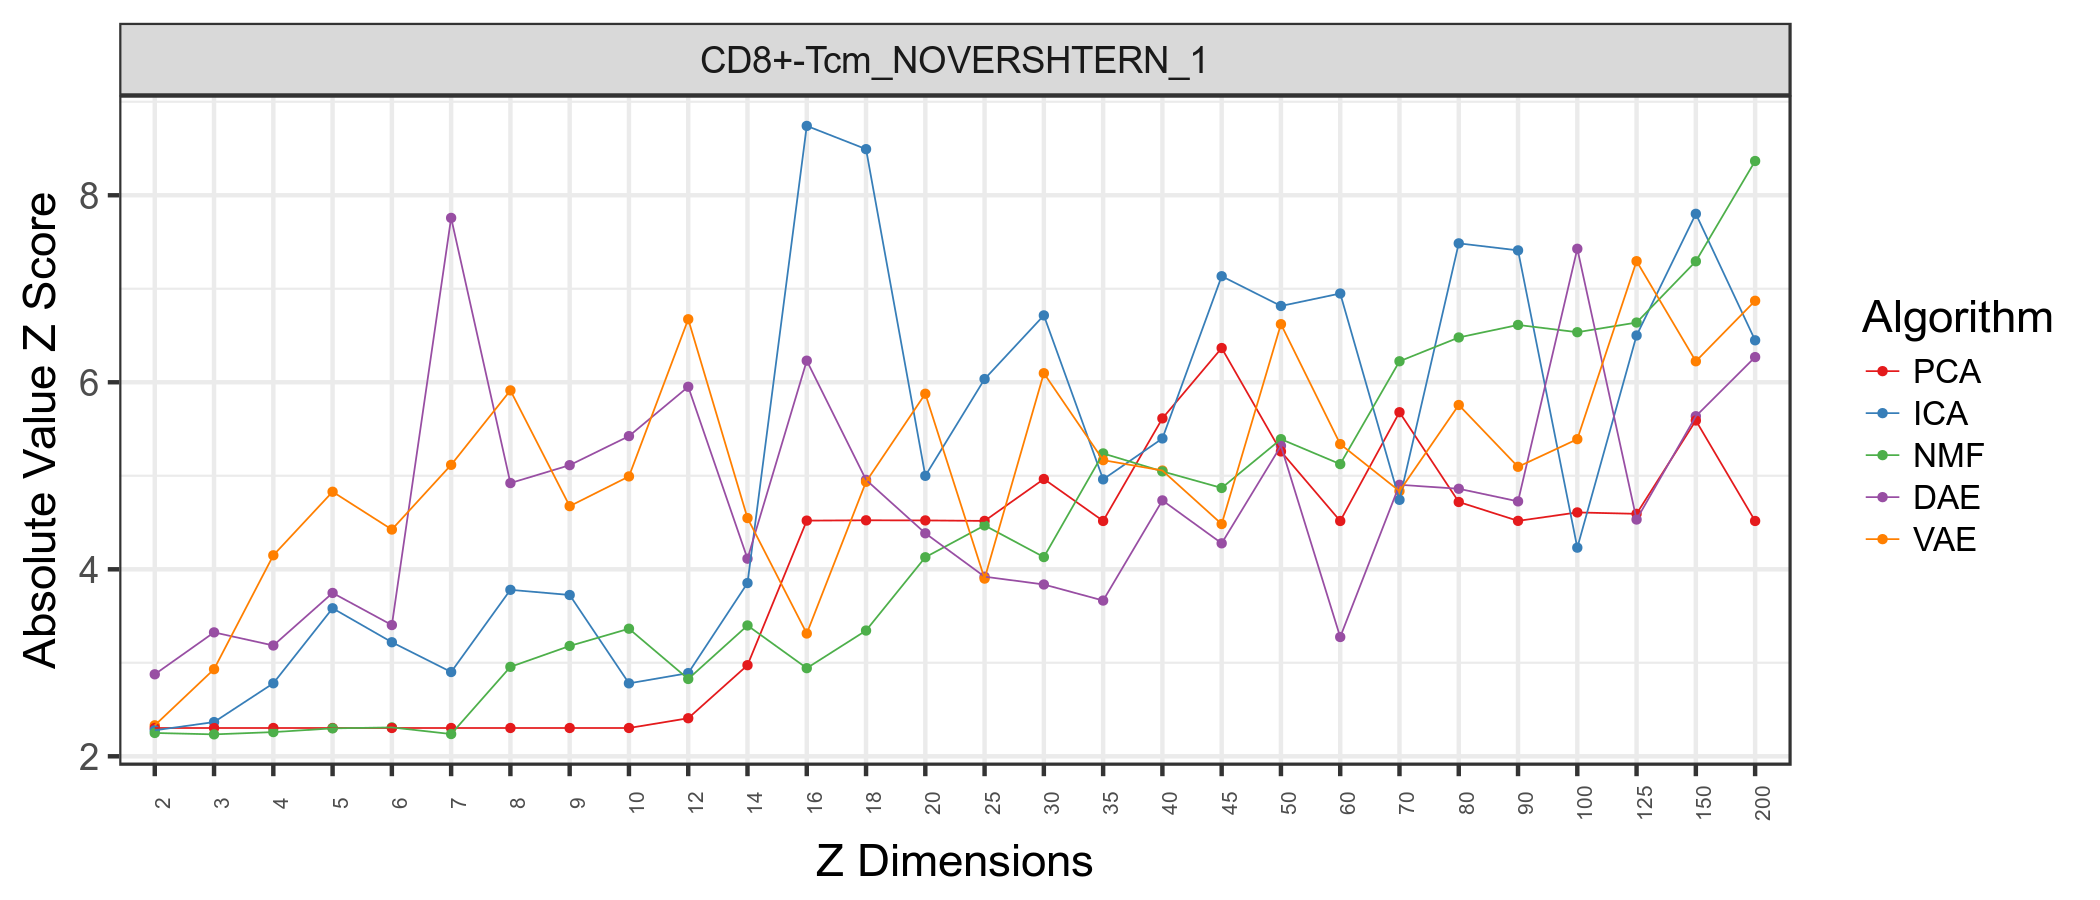 CD8+-Tcm_NOVERSHTERN_1
Absolute Value Z Score
8
6
4
2
2 3 4 5 6 7 8 9 10 12 14 16 18 20 25 30 35 40 45 50 60 70 80 90 100 125 150 200
Z Dimensions
Algorithm
PCA
ICA
NMF
DAE
VAE